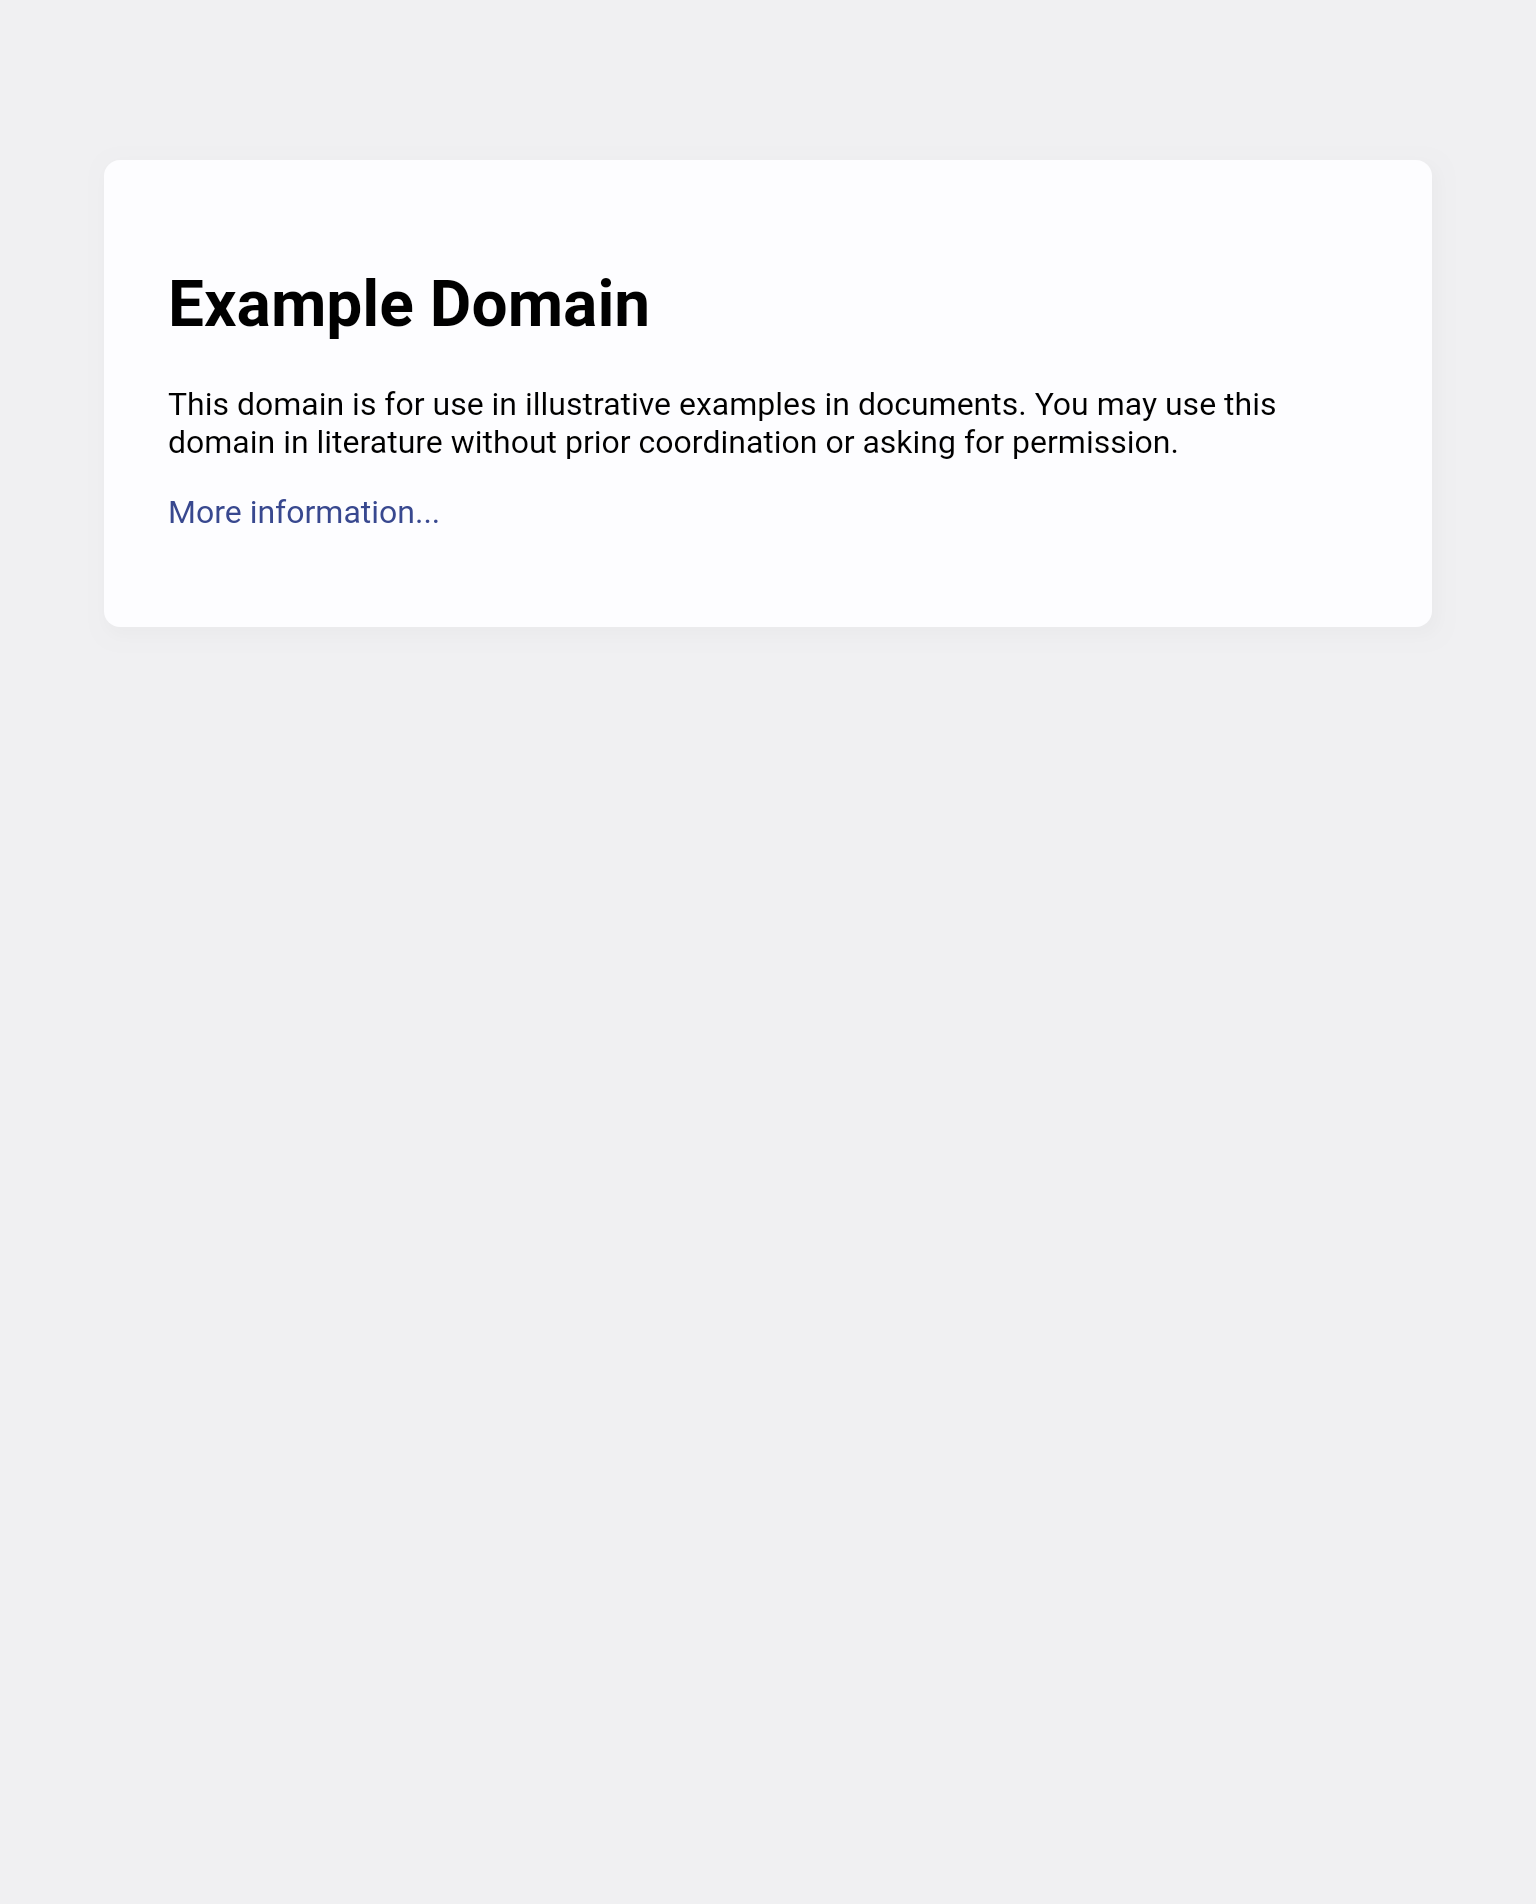 Example Domain
This domain is for use in illustrative examples in documents. You may use this
domain in literature without prior coordination or asking for permission.
More information...